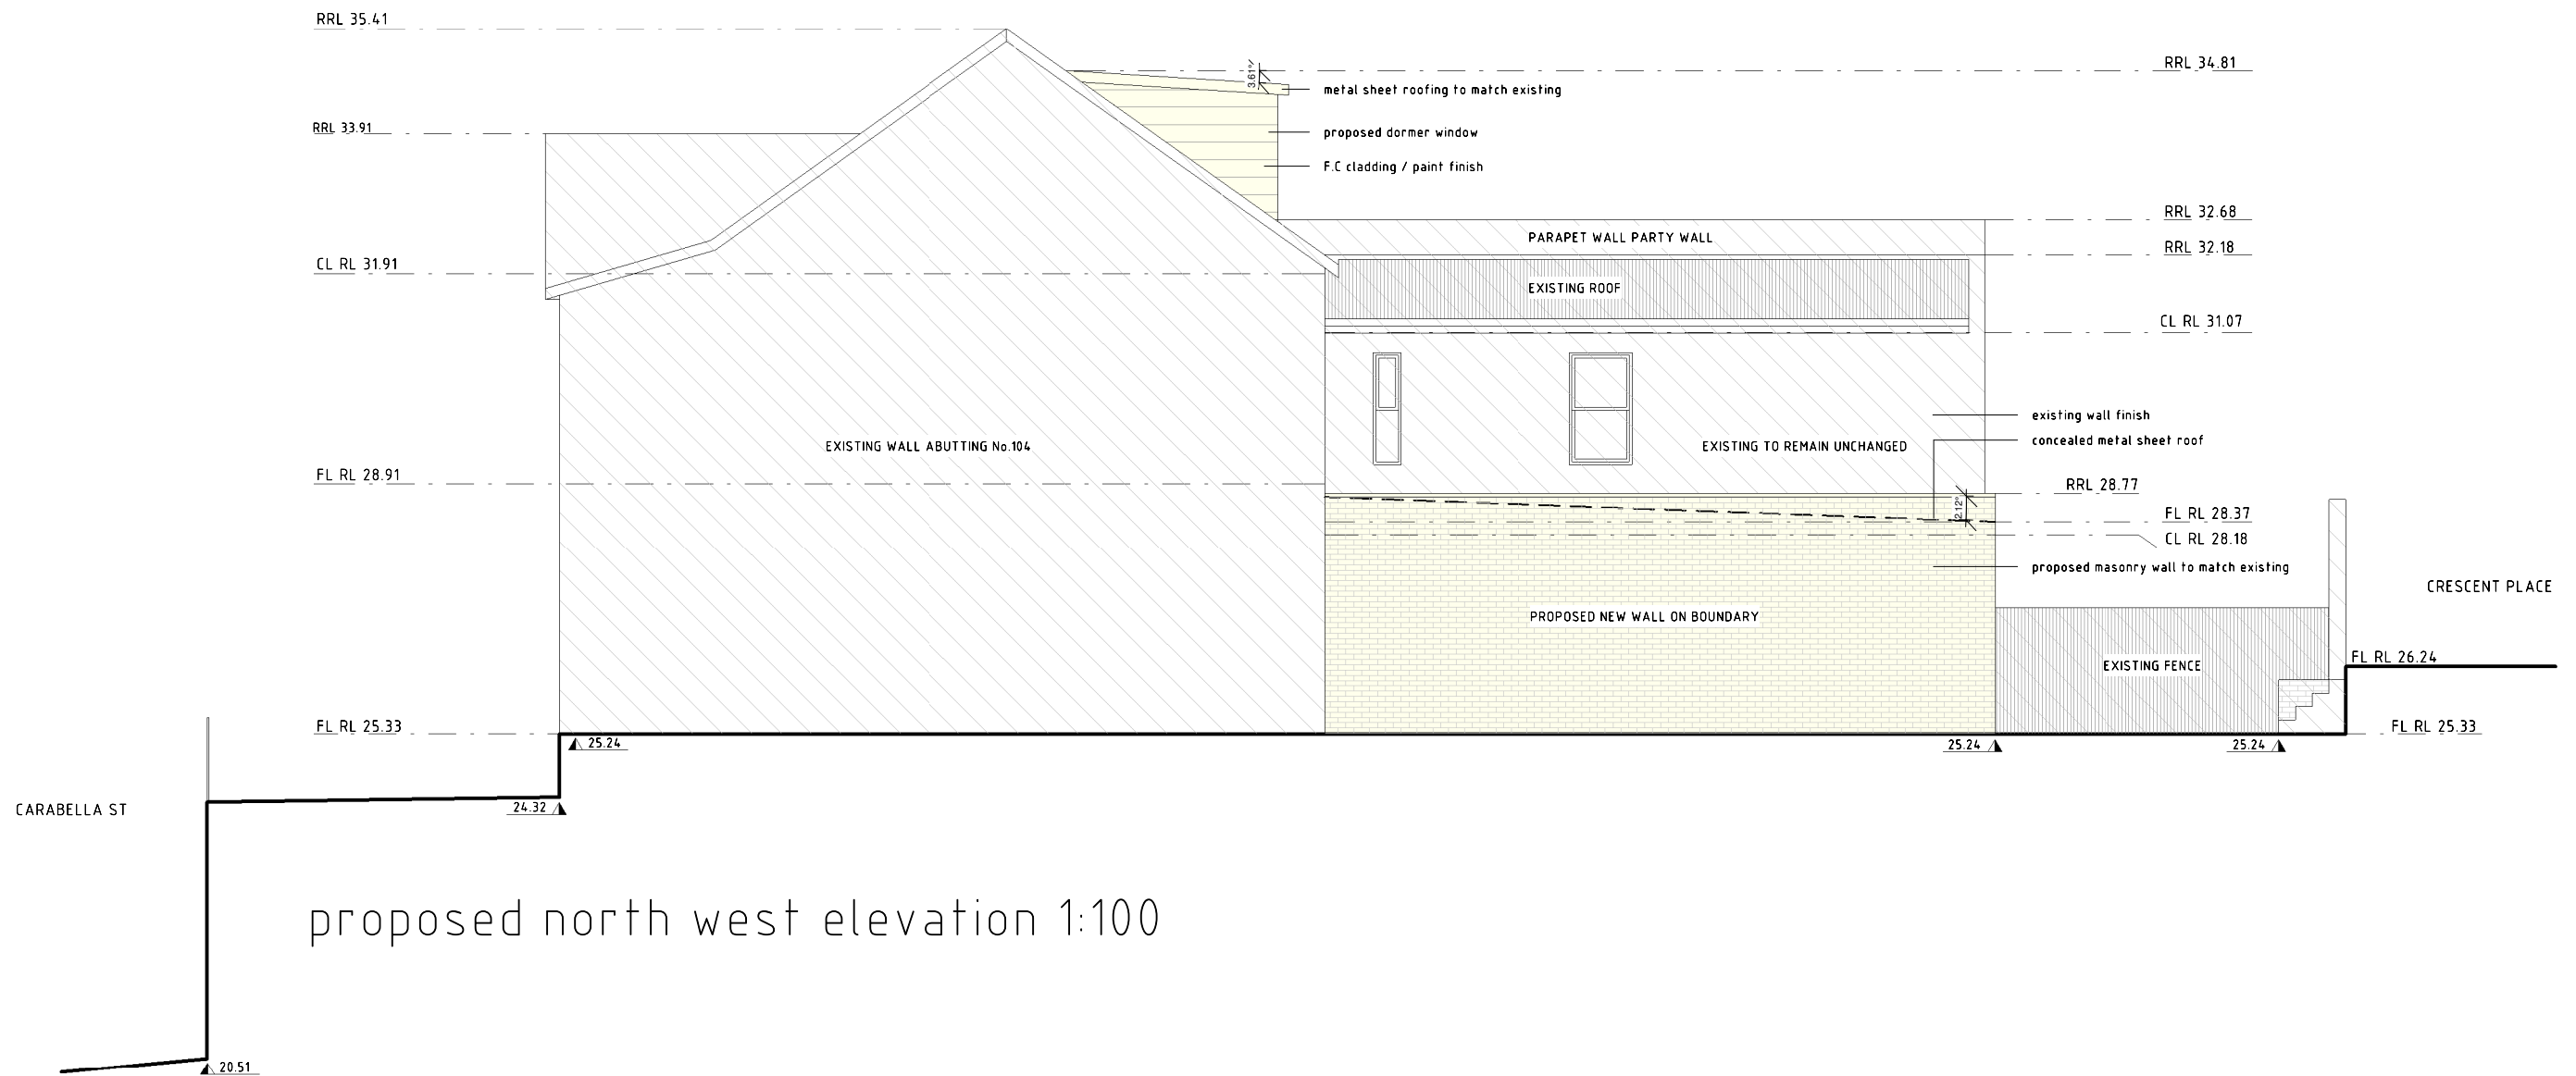 RRL 35.41
RRL 34.81
3.61°
metal sheet roofing to match existing
RRL 33.91
proposed dormer window
F.C cladding / paint finish
RRL 32.68
PARAPET WALL PARTY WALL
RRL 32.18
CL RL 31.91
EXISTING ROOF
CL RL 31.07
existing wall finish
concealed metal sheet roof
EXISTING WALL ABUTTING No.104
EXISTING TO REMAIN UNCHANGED
FL RL 28.91
RRL 28.77
2.12°
FL RL 28.37
CL RL 28.18
proposed masonry wall to match existing
CRESCENT PLACE
PROPOSED NEW WALL ON BOUNDARY
EXISTING FENCE
FL RL 26.24
FL RL 25.33
FL RL 25.33
25.24
25.24
25.24
CARABELLA ST
24.32
proposed north west elevation 1:100
20.51